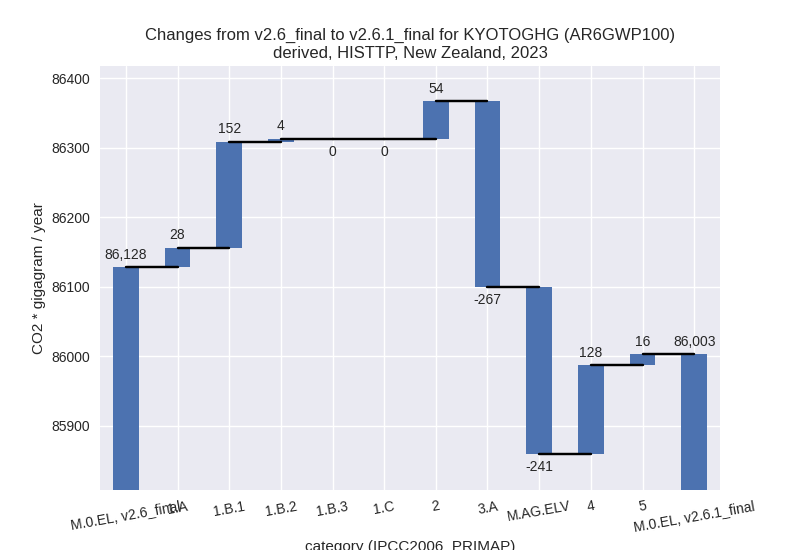 Changes from v2.6_final to v2.6.1_final for KYOTOGHG (AR6GWP100)
derived, HISTTP, New Zealand, 2023
86400
86300
86200
86100
86000
85900
CO2 * gigagram / year
86,128
28
152
4
0
0
54
-267
-241
128
16
86,003
M.0.EL, v2.6_final
1.A
1.B.1
1.B.2
1.B.3
1.C
2
3.A
M.AG.ELV
4
5
M.0.EL, v2.6.1_final
category (IPCC2006_PRIMAP)